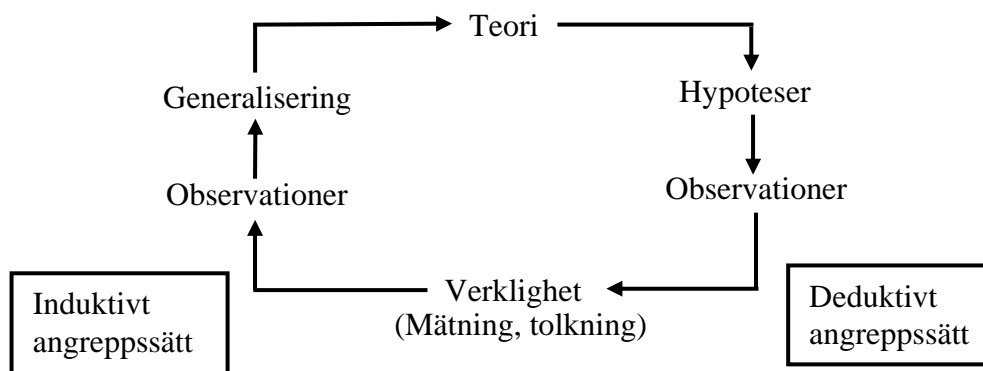 Teori
Generalisering
Hypoteser
Observationer
Observationer
Verklighet
(Mätning, tolkning)
Induktivt
angreppssätt
Deduktivt
angreppssätt